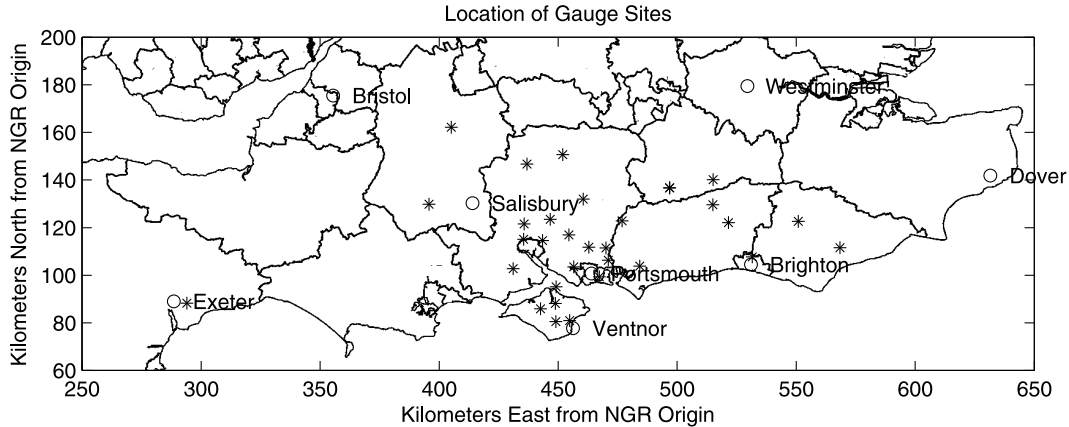 Location of Gauge Sites
200
180
160
140
120
100
80
60
Kilometers North from NGR Origin
Westminster
Bristol
Dover
Salisbury
Brighton
Portsmouth
Exeter
Ventnor
250 300 350 400 450 500 550 600 650
Kilometers East from NGR Origin